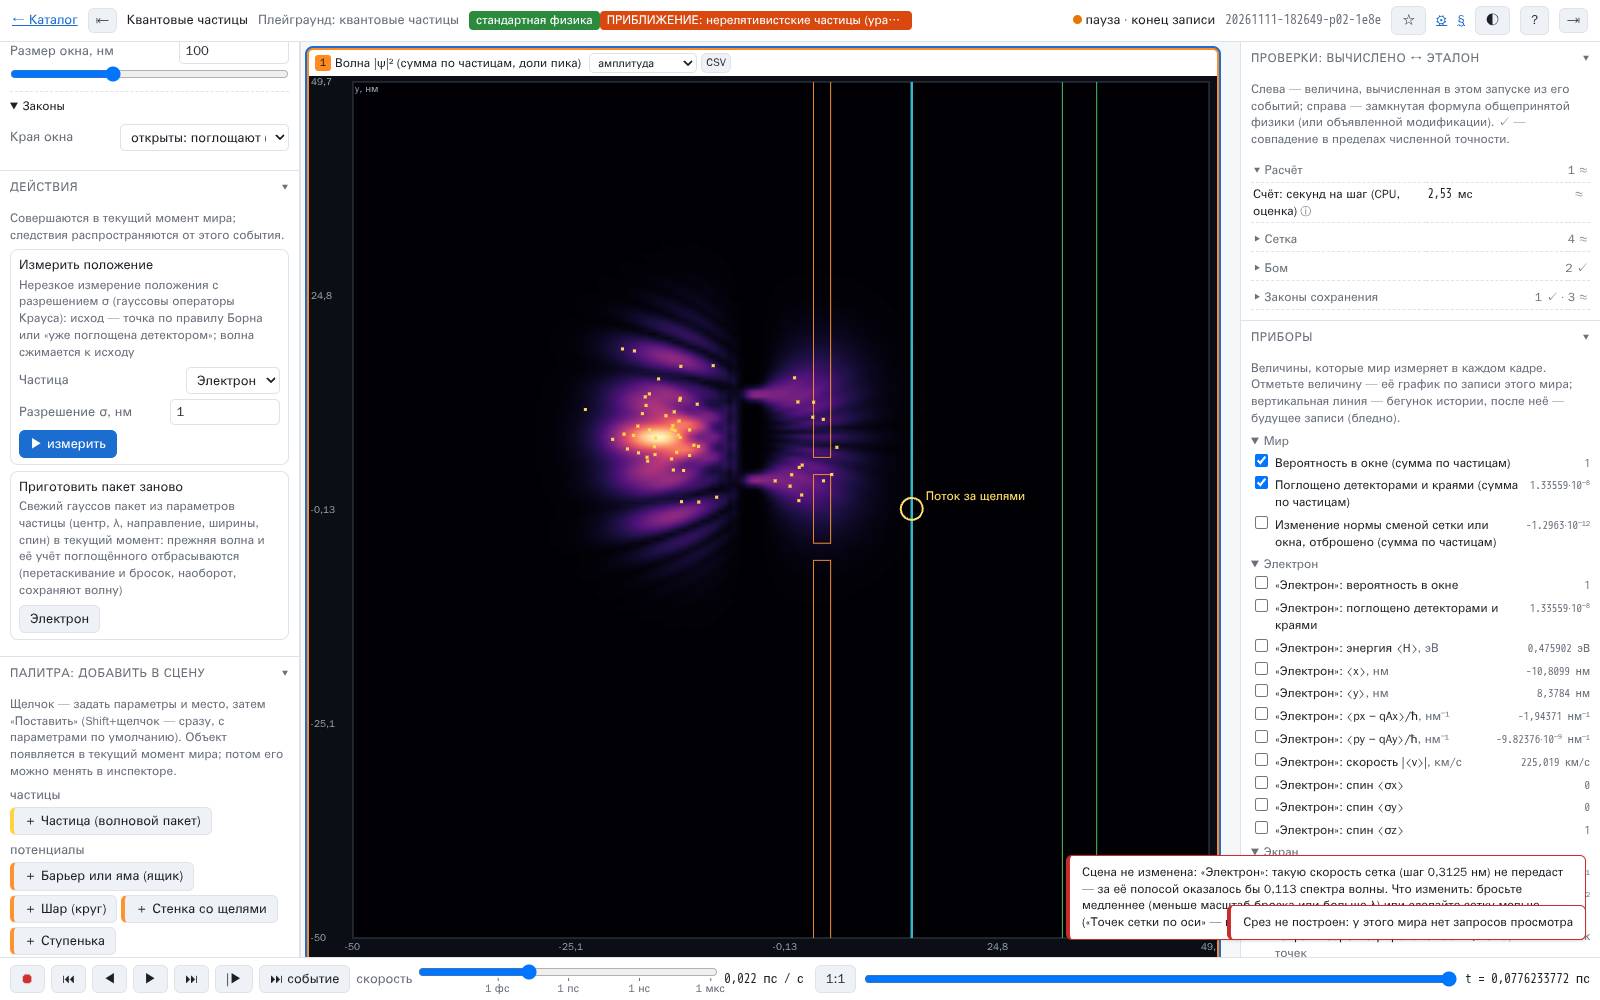 ← Каталог
⇤
Квантовые частицы
Плейграунд: квантовые частицы
стандартная физика
ПРИБЛИЖЕНИЕ: нерелятивистские частицы (ура⋯
пауза · конец записи
20261111-182649-p02-1e8e
☆
⚙
§
?
⇥
Размер окна, нм
100
▼ Законы
Края окна
открыты: поглощают
ДЕЙСТВИЯ
Совершаются в текущий момент мира;
следствия распространяются от этого события.
Измерить положение
Нерезкое измерение положения с
разрешением σ (гауссовы операторы
Крауса): исход — точка по правилу Борна
или «уже поглощена детектором»; волна
сжимается к исходу
Частица
Электрон
Разрешение σ, нм
1
▶ измерить
Приготовить пакет заново
Свежий гауссов пакет из параметров
частицы (центр, λ, направление, ширины,
спин) в текущий момент: прежняя волна и
её учёт поглощённого отбрасываются
(перетаскивание и бросок, наоборот,
сохраняют волну)
Электрон
ПАЛИТРА: ДОБАВИТЬ В СЦЕНУ
Щелчок — задать параметры и место, затем
«Поставить» (Shift+щелчок — сразу, с
параметрами по умолчанию). Объект
появляется в текущий момент мира; потом его
можно менять в инспекторе.
частицы
+ Частица (волновой пакет)
потенциалы
+ Барьер или яма (ящик)
+ Шар (круг)
+ Стенка со щелями
+ Ступенька
1 Волна |ψ|² (сумма по частицам, доли пика)
амплитуда
CSV
49,7
y, нм
24,8
-0,13
-25,1
-50
-50
-25,1
-0,13
24,8
49,
Поток за щелями
ПРОВЕРКИ: ВЫЧИСЛЕНО ↔ ЭТАЛОН
Слева — величина, вычисленная в этом запуске из его
событий; справа — замкнутая формула общепринятой
физики (или объявленной модификации). ✓ —
совпадение в пределах численной точности.
▾ Расчёт 1 ≈
Счёт: секунд на шаг (CPU, 2,53 мс ≈
оценка) ⓘ
▸ Сетка 4 ≈
▸ Бом 2 ✓
▸ Законы сохранения 1 ✓ · 3 ≈
ПРИБОРЫ
Величины, которые мир измеряет в каждом кадре.
Отметьте величину — её график по записи этого мира;
вертикальная линия — бегунок истории, после неё —
будущее записи (бледно).
▼ Мир
Вероятность в окне (сумма по частицам) 1
Поглощено детекторами и краями (сумма 1.33559·10⁻⁸
по частицам)
Изменение нормы сменой сетки или -1.2963·10⁻¹²
окна, отброшено (сумма по частицам)
▼ Электрон
«Электрон»: вероятность в окне 1
«Электрон»: поглощено детекторами и 1.33559·10⁻⁸
краями
«Электрон»: энергия ⟨H⟩, эВ 0,475902 эВ
«Электрон»: ⟨x⟩, нм -10,8099 нм
«Электрон»: ⟨y⟩, нм 8,3784 нм
«Электрон»: ⟨px − qAx⟩/ħ, нм⁻¹ -1,94371 нм⁻¹
«Электрон»: ⟨py − qAy⟩/ħ, нм⁻¹ -9.82376·10⁻⁹ нм⁻¹
«Электрон»: скорость |⟨v⟩|, км/с 225,019 км/с
«Электрон»: спин ⟨σx⟩ 0
«Электрон»: спин ⟨σy⟩ 0
«Электрон»: спин ⟨σz⟩ 1
▼ Экран
точек
Сцена не изменена: «Электрон»: такую скорость сетка (шаг 0,3125 нм) не передаст
— за её полосой оказалось бы 0,113 спектра волны. Что изменить: бросьте
медленнее (меньше масштаб броска или больше λ) или сделайте сетку мельче
(«Точек сетки по оси» —
Срез не построен: у этого мира нет запросов просмотра
⏭ событие
скорость
1 фс
1 пс
1 нс
1 мкс
0,022 пс / с
1:1
t = 0,0776233772 пс